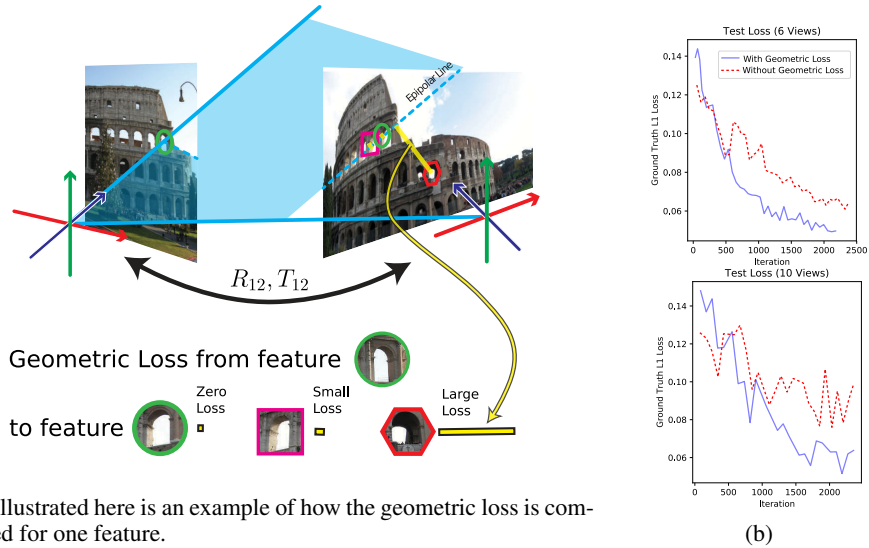 Epipolar Line
R12, T12
Geometric Loss from feature
to feature
Zero
Loss
Small
Loss
Large
Loss
llustrated here is an example of how the geometric loss is com-
ed for one feature.
Test Loss (6 Views)
With Geometric Loss
Without Geometric Loss
Ground Truth L1 Loss
0,14
0,12
0,10
0,08
0,06
0
500
1000
1500
2000
2500
Iteration
Test Loss (10 Views)
Ground Truth L1 Loss
0,14
0,12
0,10
0,08
0,06
0
500
1000
1500
2000
Iteration
(b)